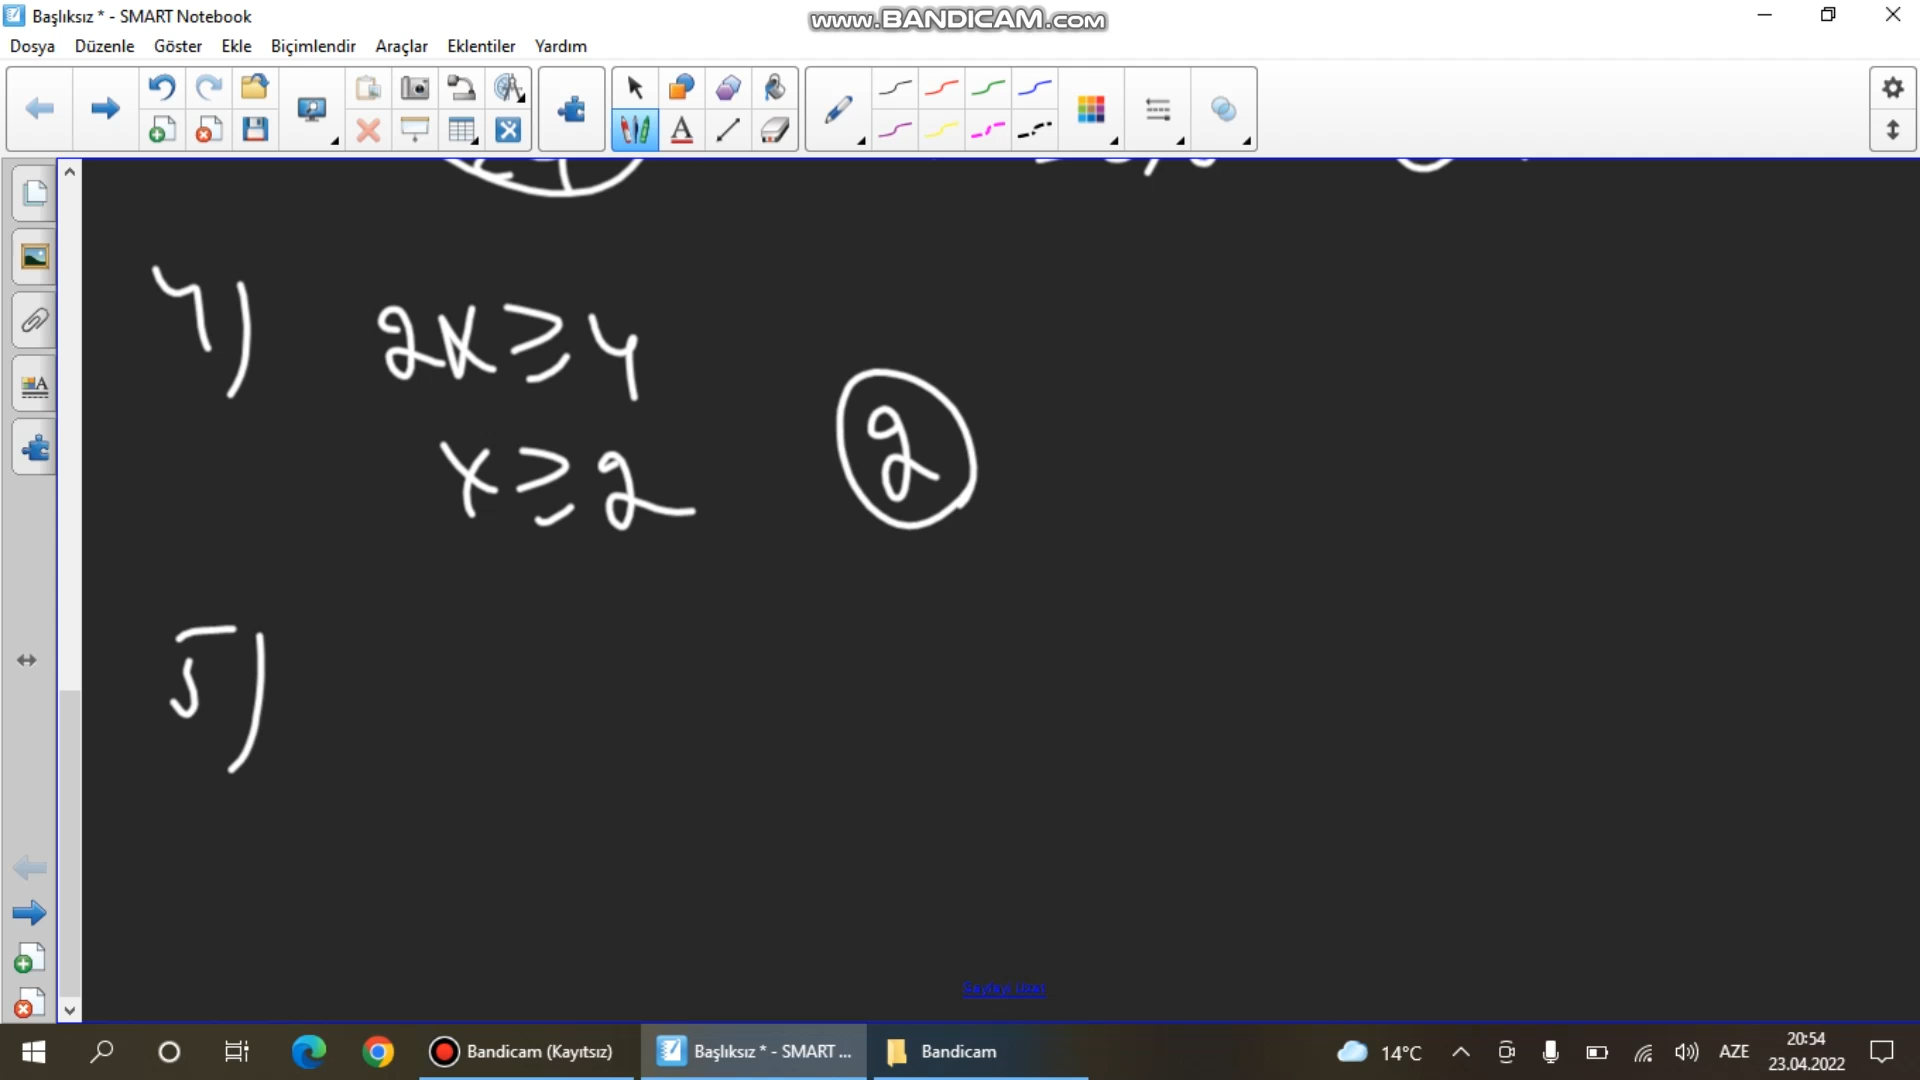 Başlıksız * - SMART Notebook
www.BANDICAM.com
Dosya Düzenle Göster Ekle Biçimlendir Araçlar Eklentiler Yardım
4)
2x ≥ 4
x ≥ 2
2
5)
Bandicam (Kayıtsız)
Başlıksız * - SMART ...
Bandicam
14°C
AZE
20:54
23.04.2022